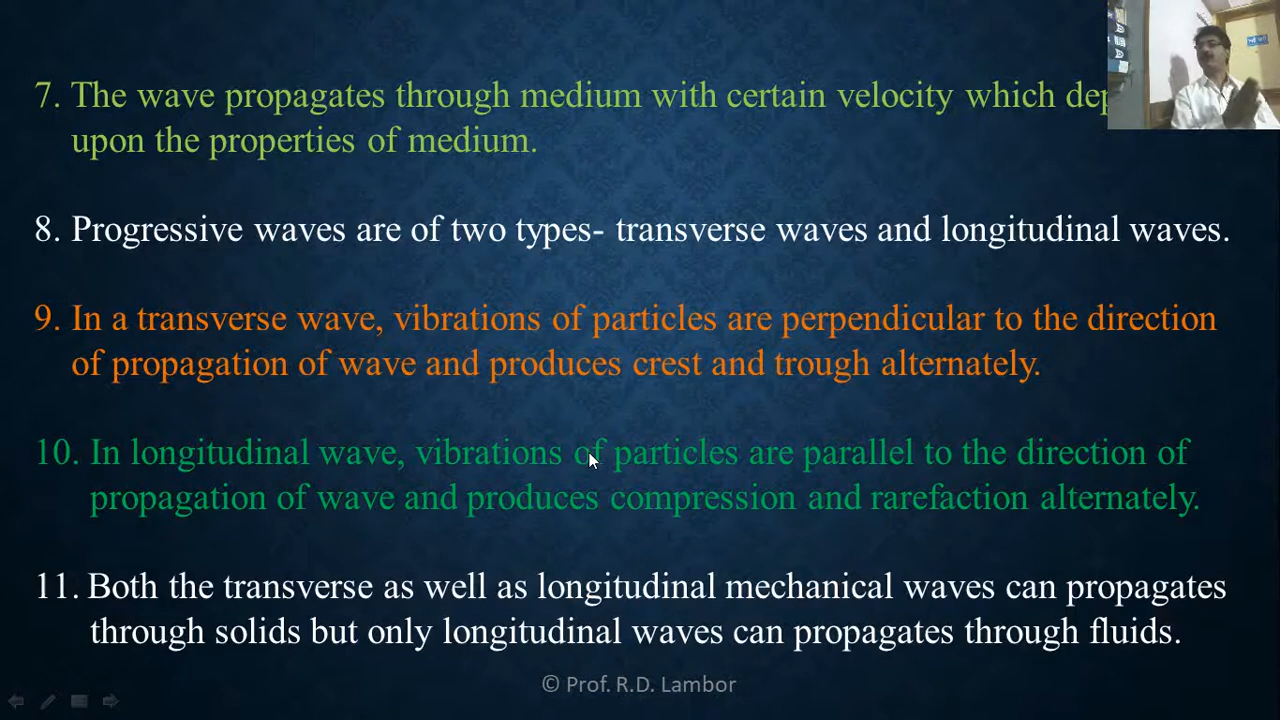 7. The wave propagates through medium with certain velocity which
upon the properties of medium.
8. Progressive waves are of two types- transverse waves and longitudinal waves.
9. In a transverse wave, vibrations of particles are perpendicular to the direction
of propagation of wave and produces crest and trough alternately.
10. In longitudinal wave, vibrations of particles are parallel to the direction of
propagation of wave and produces compression and rarefaction alternately.
11. Both the transverse as well as longitudinal mechanical waves can propagates
through solids but only longitudinal waves can propagates through fluids.
© Prof. R.D. Lambor